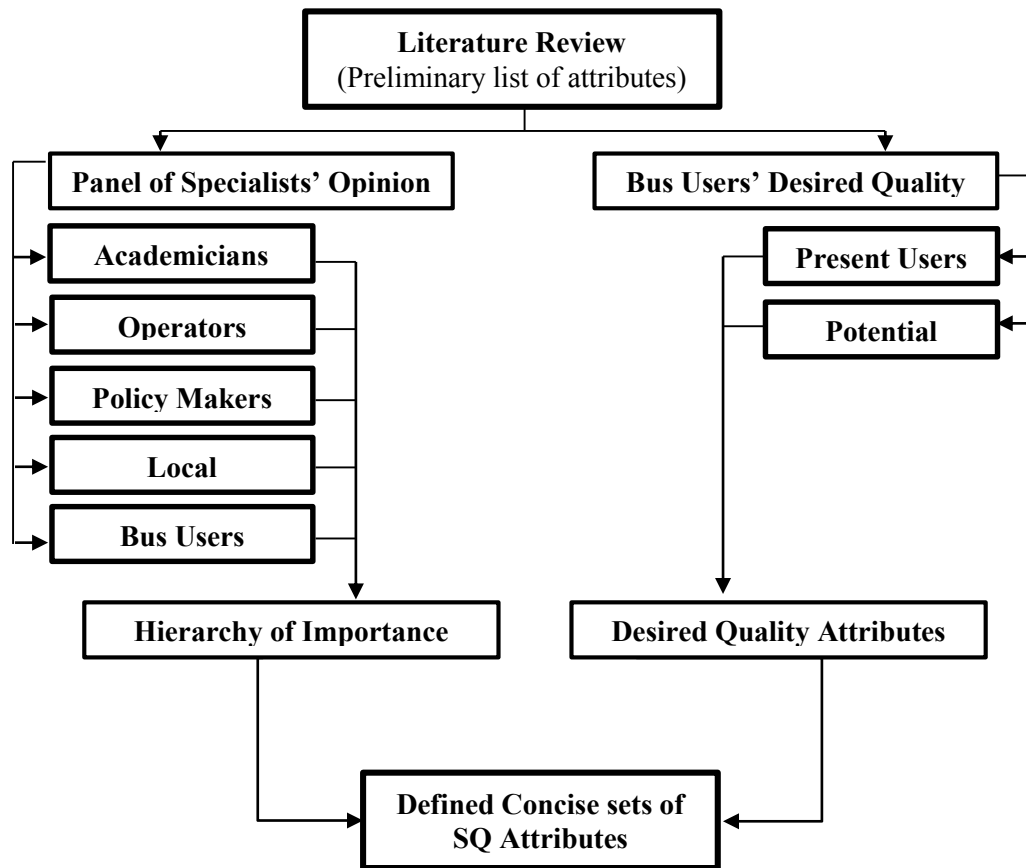 Literature Review
(Preliminary list of attributes)
Panel of Specialists' Opinion
Bus Users' Desired Quality
Academicians
Operators
Policy Makers
Local
Bus Users
Present Users
Potential
Hierarchy of Importance
Desired Quality Attributes
Defined Concise sets of
SQ Attributes